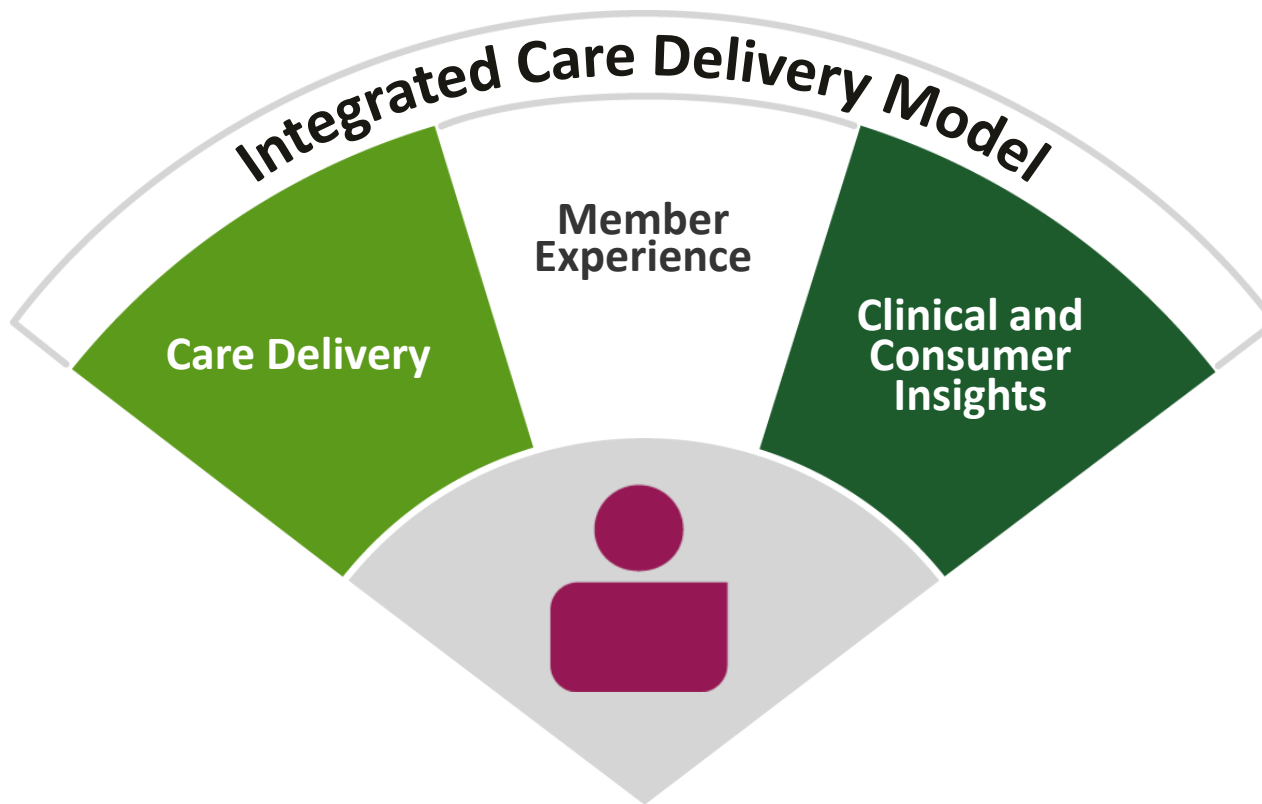 Integrated Care Delivery Model
Member
Experience
Care Delivery
Clinical and
Consumer
Insights